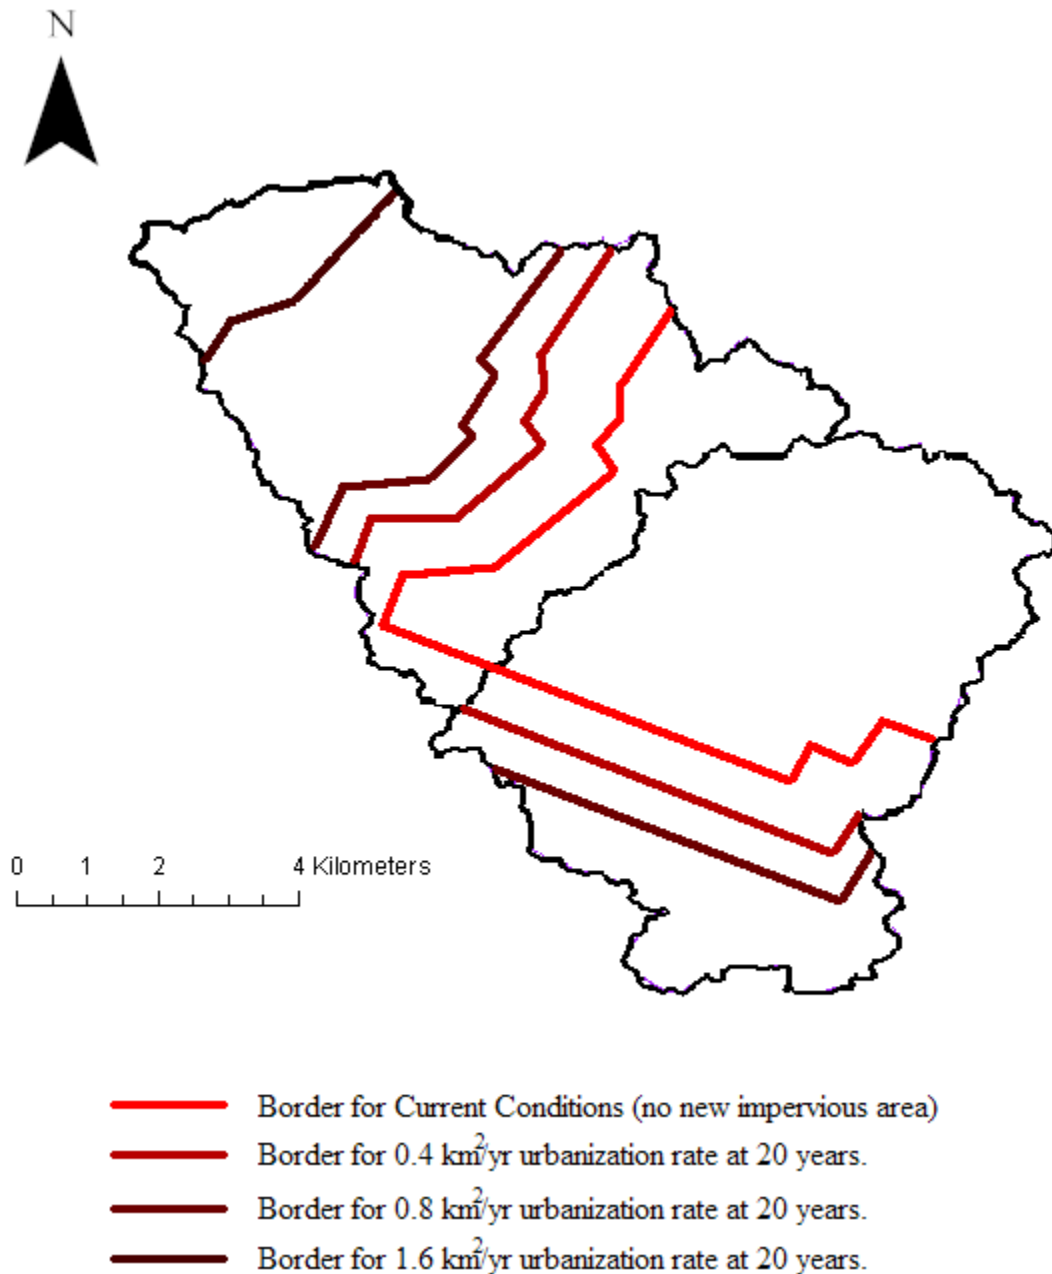 N
0 1 2 4 Kilometers
Border for Current Conditions (no new impervious area)
Border for 0.4 km²/yr urbanization rate at 20 years.
Border for 0.8 km²/yr urbanization rate at 20 years.
Border for 1.6 km²/yr urbanization rate at 20 years.